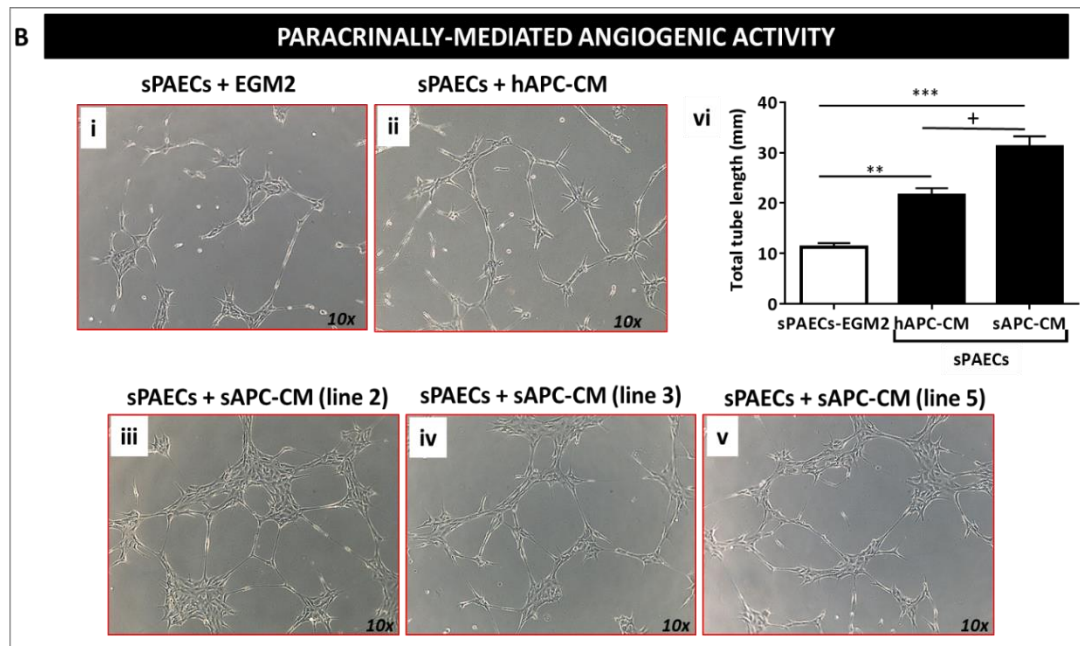 B
PARACRINALLY-MEDIATED ANGIOGENIC ACTIVITY
sPAECs + EGM2
i
10x
sPAECs + hAPC-CM
ii
10x
vi
Total tube length (mm)
40
30
20
10
0
***
+
**
sPAECs-EGM2 hAPC-CM sAPC-CM
sPAECs
sPAECs + sAPC-CM (line 2)
iii
10x
sPAECs + sAPC-CM (line 3)
iv
10x
sPAECs + sAPC-CM (line 5)
v
10x